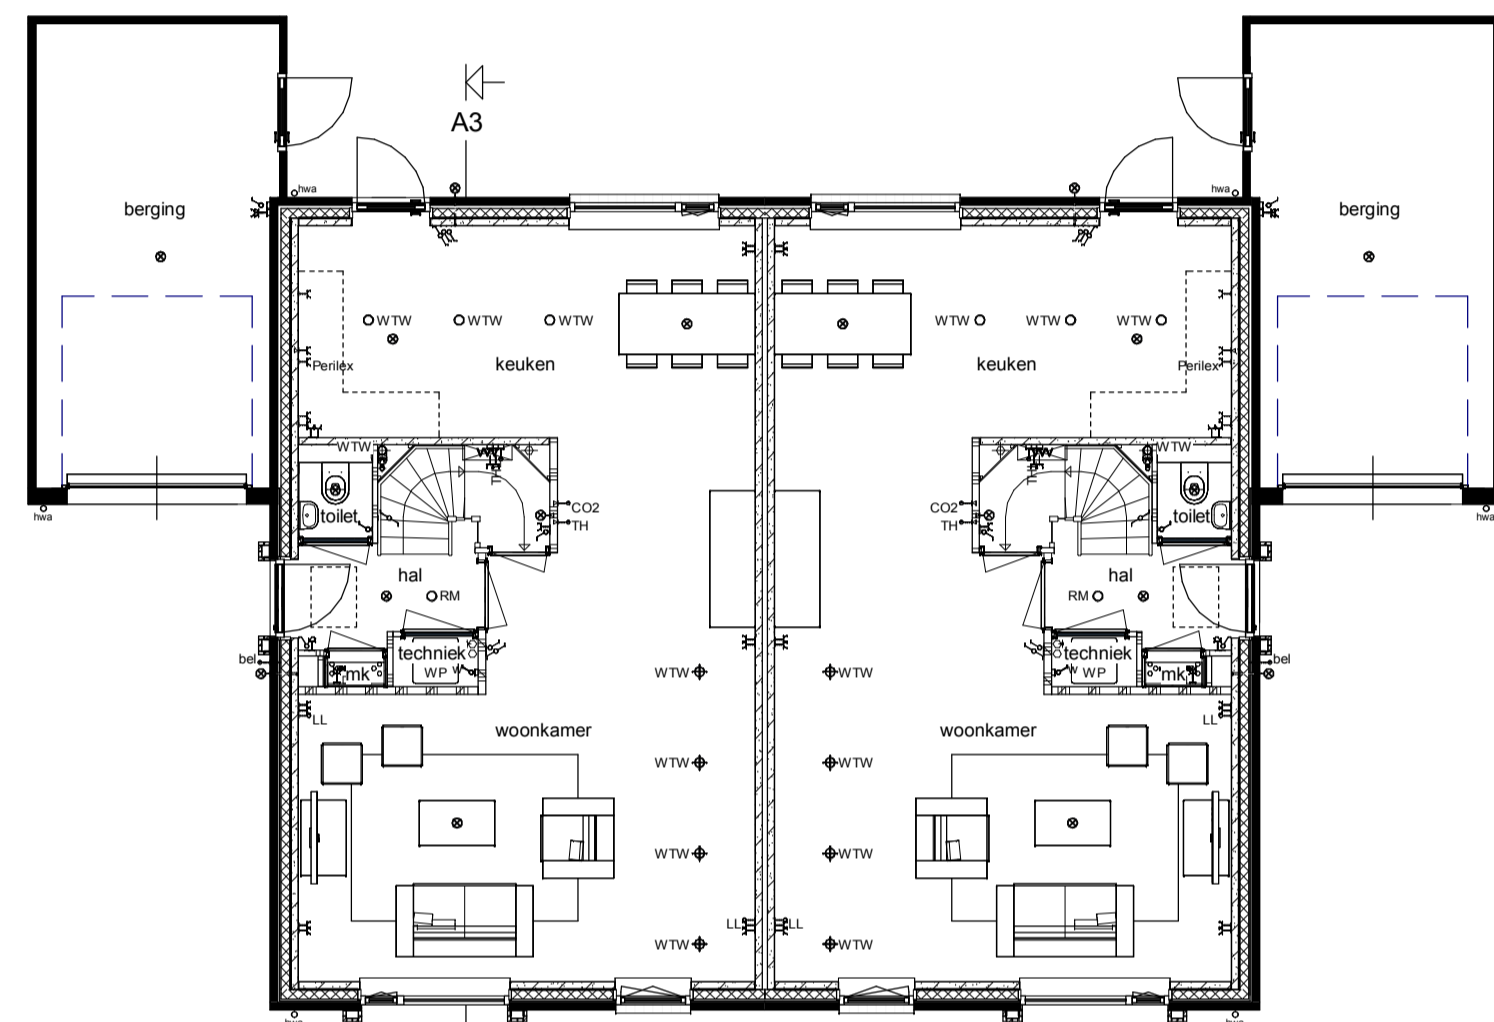 A3
hwa hwa
berging berging
WTW WTW WTW WTW WTW WTW
keuken keuken
Perilex Perilex
WTW WTW
CO2 CO2
toilet toilet
TH TH
hwa hwa
hal hal
RM RM
techniek techniek
bel bel
mk WP WP mk
WTW WTW
LL LL
woonkamer woonkamer
WTW WTW
WTW WTW
LL LL
WTW WTW
hwa hwa